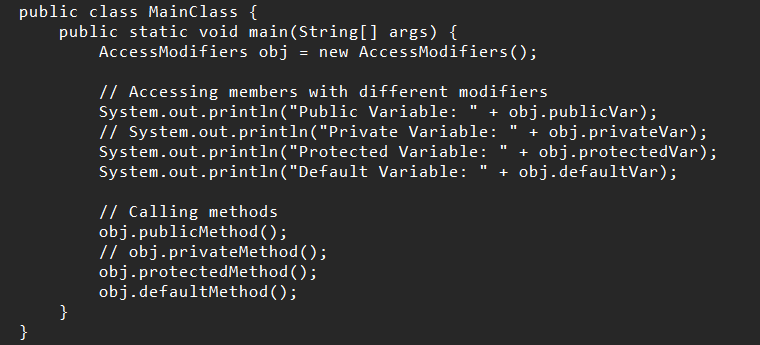 public class MainClass {
    public static void main(String[] args) {
        AccessModifiers obj = new AccessModifiers();

        // Accessing members with different modifiers
        System.out.println("Public Variable: " + obj.publicVar);
        // System.out.println("Private Variable: " + obj.privateVar);
        System.out.println("Protected Variable: " + obj.protectedVar);
        System.out.println("Default Variable: " + obj.defaultVar);

        // Calling methods
        obj.publicMethod();
        // obj.privateMethod();
        obj.protectedMethod();
        obj.defaultMethod();
    }
}